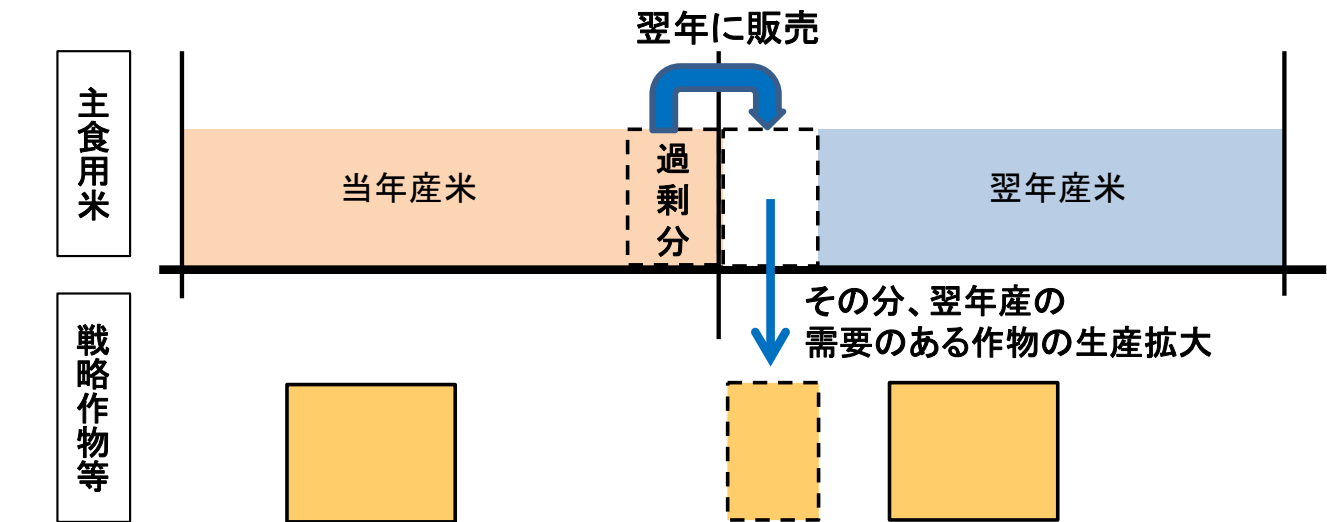 翌年に販売
主食用米
当年産米
過剰分
翌年産米
その分、翌年産の
需要のある作物の生産拡大
戦略作物等